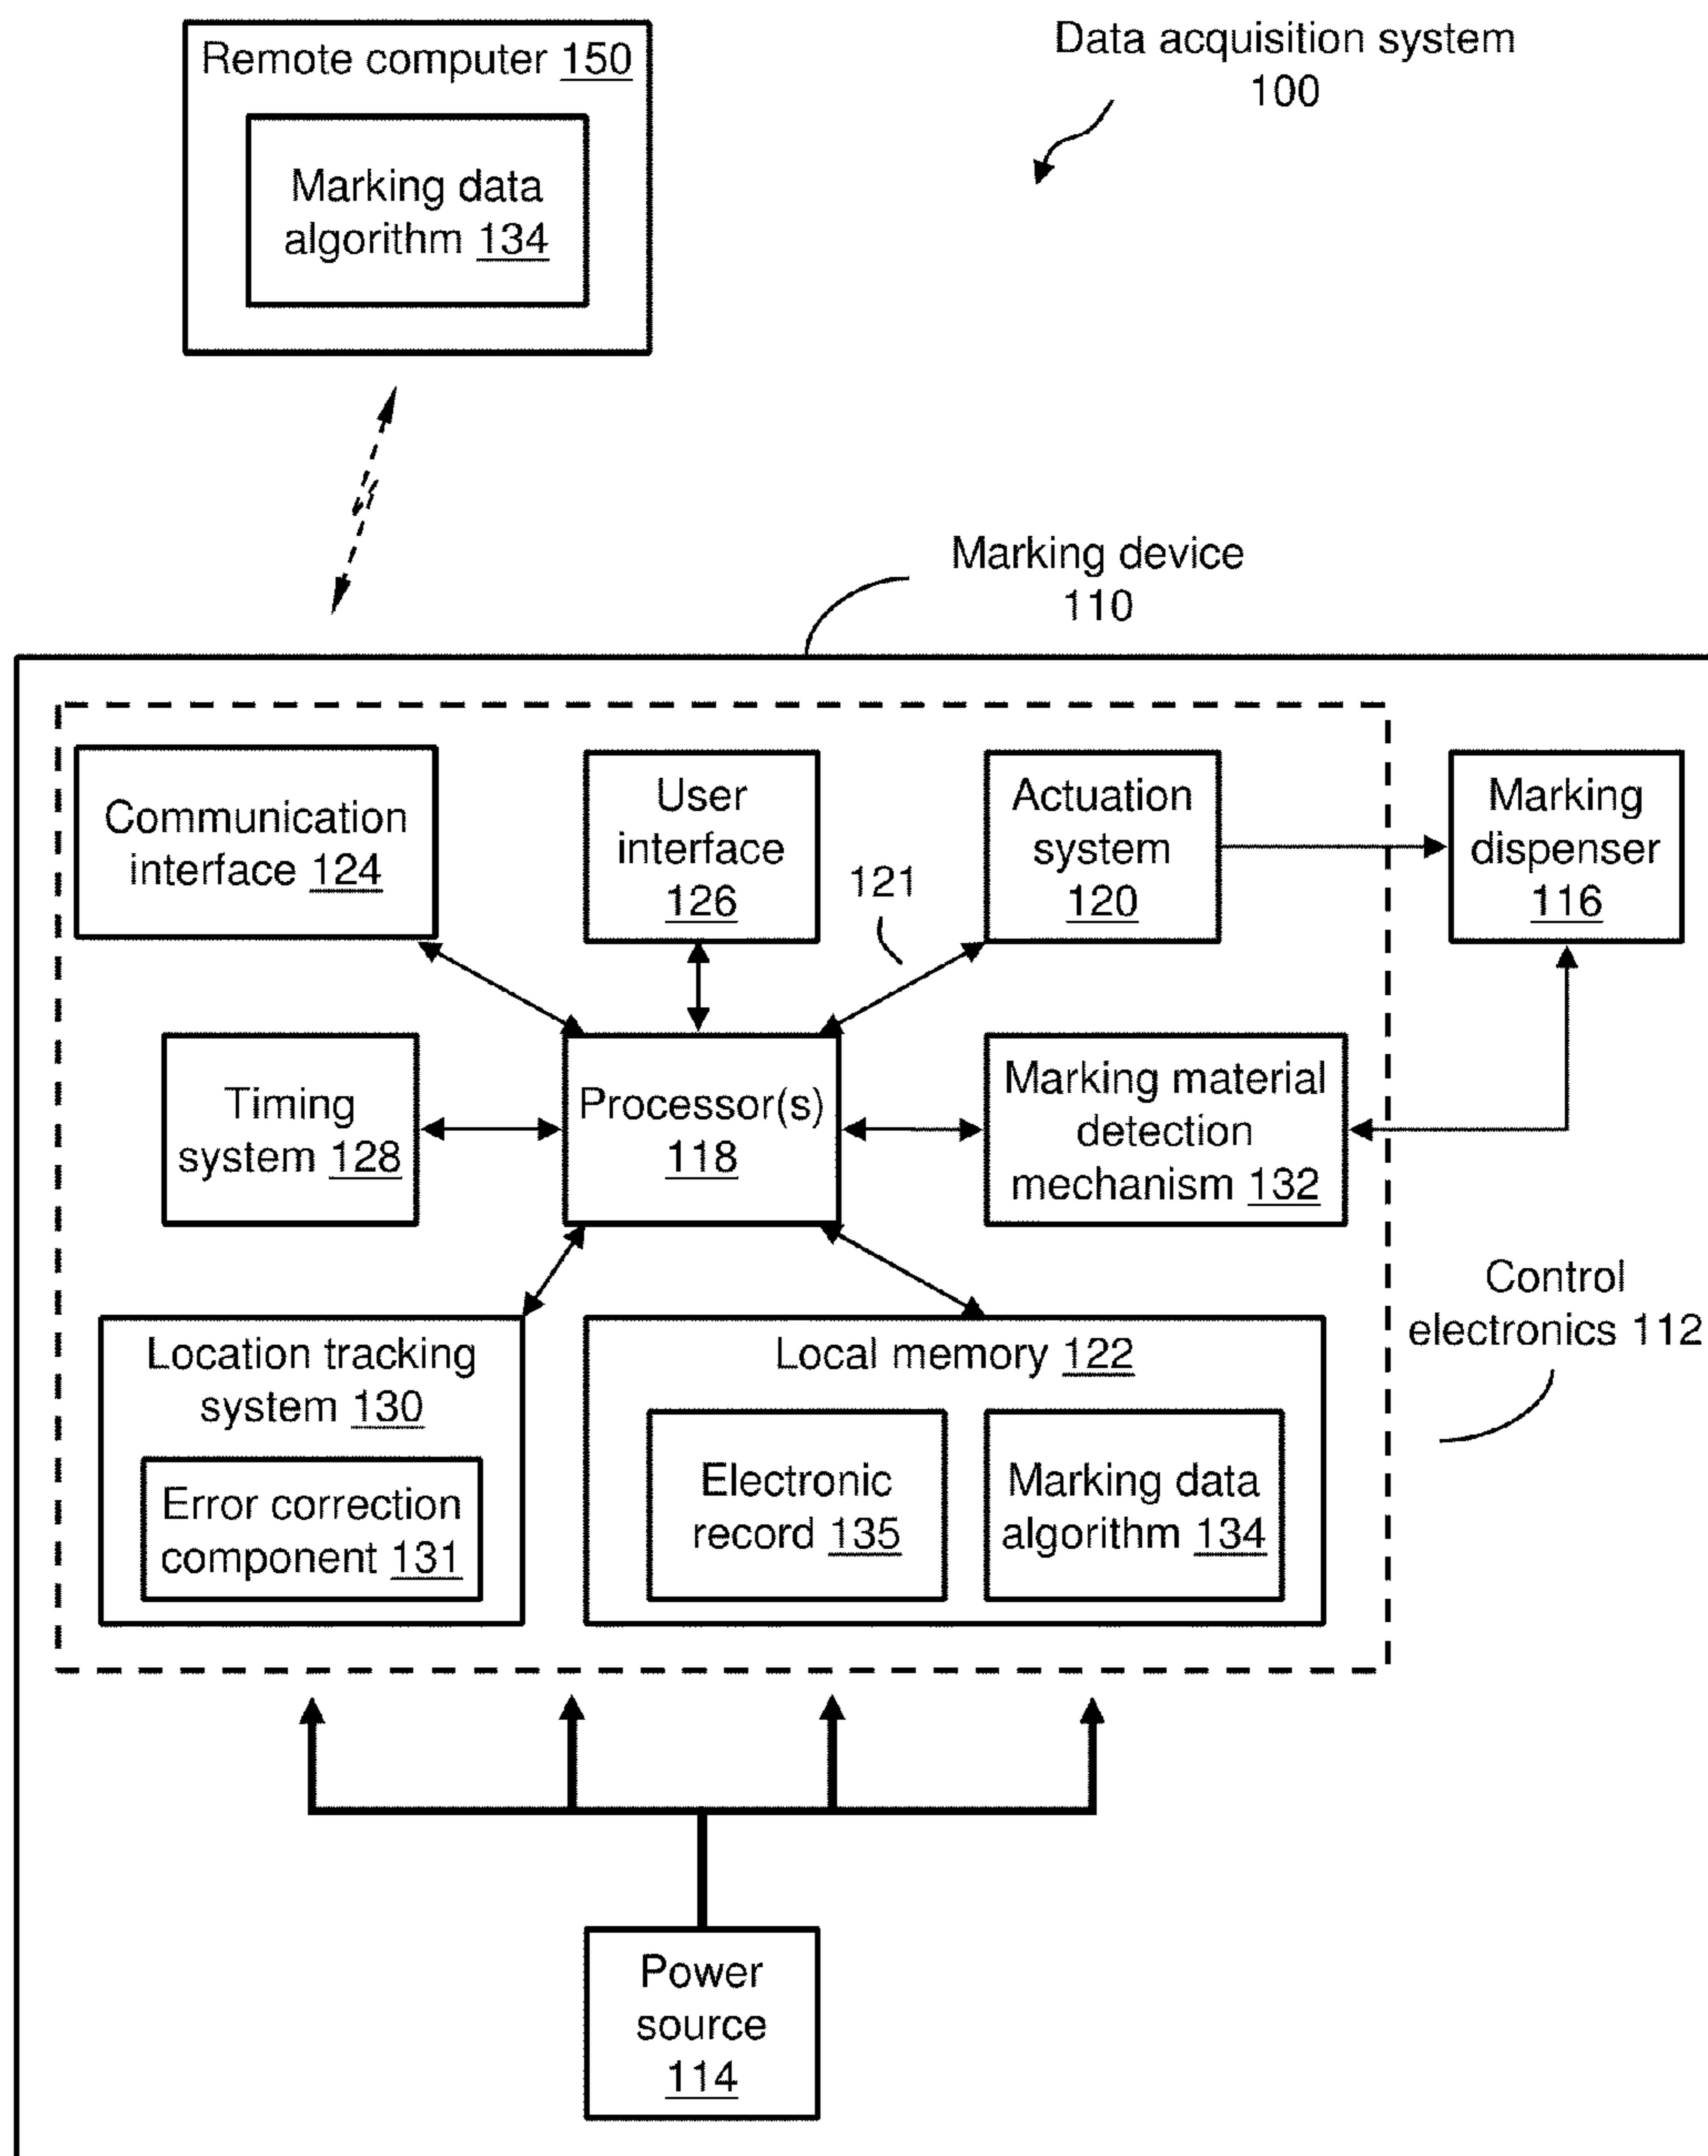 Remote computer 150
Marking data
algorithm 134
Data acquisition system
100
Marking device
110
Communication
interface 124
User
interface
126
Actuation
system
120
Marking
dispenser
116
121
Timing
system 128
Processor(s)
118
Marking material
detection
mechanism 132
Control
electronics 112
Location tracking
system 130
Error correction
component 131
Local memory 122
Electronic
record 135
Marking data
algorithm 134
Power
source
114